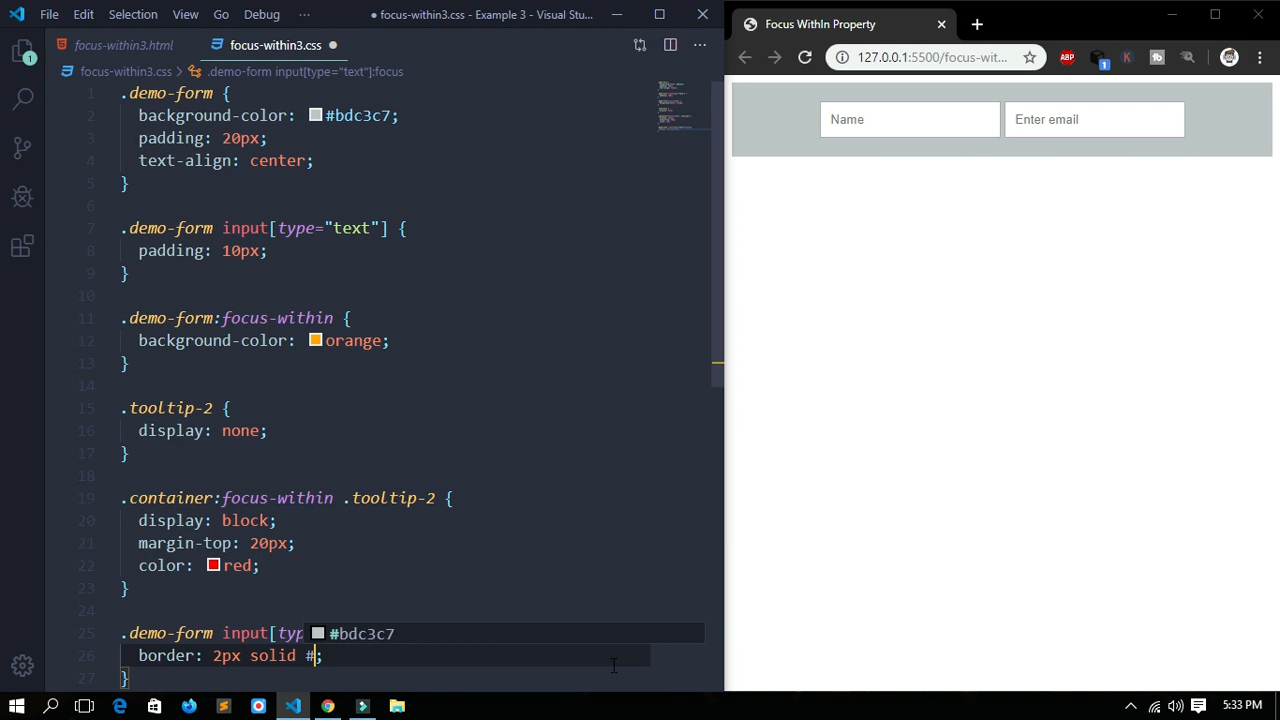 File Edit Selection View Go Debug ··· ● focus-within3.css - Example 3 - Visual Stu...
Focus WithIn Property
focus-within3.html focus-within3.css
127.0.0.1:5500/focus-wit...
ABP 1 K
1
focus-within3.css › .demo-form input[type="text"]:focus
1 .demo-form {
2 background-color: #bdc3c7;
3 padding: 20px;
4 text-align: center;
5 }
6
7 .demo-form input[type="text"] {
8 padding: 10px;
9 }
10
11 .demo-form:focus-within {
12 background-color: orange;
13 }
14
15 .tooltip-2 {
16 display: none;
17 }
18
19 .container:focus-within .tooltip-2 {
20 display: block;
21 margin-top: 20px;
22 color: red;
23 }
24
25 .demo-form input[typ
#bdc3c7
26 border: 2px solid #;
27 }
Name Enter email
5:33 PM